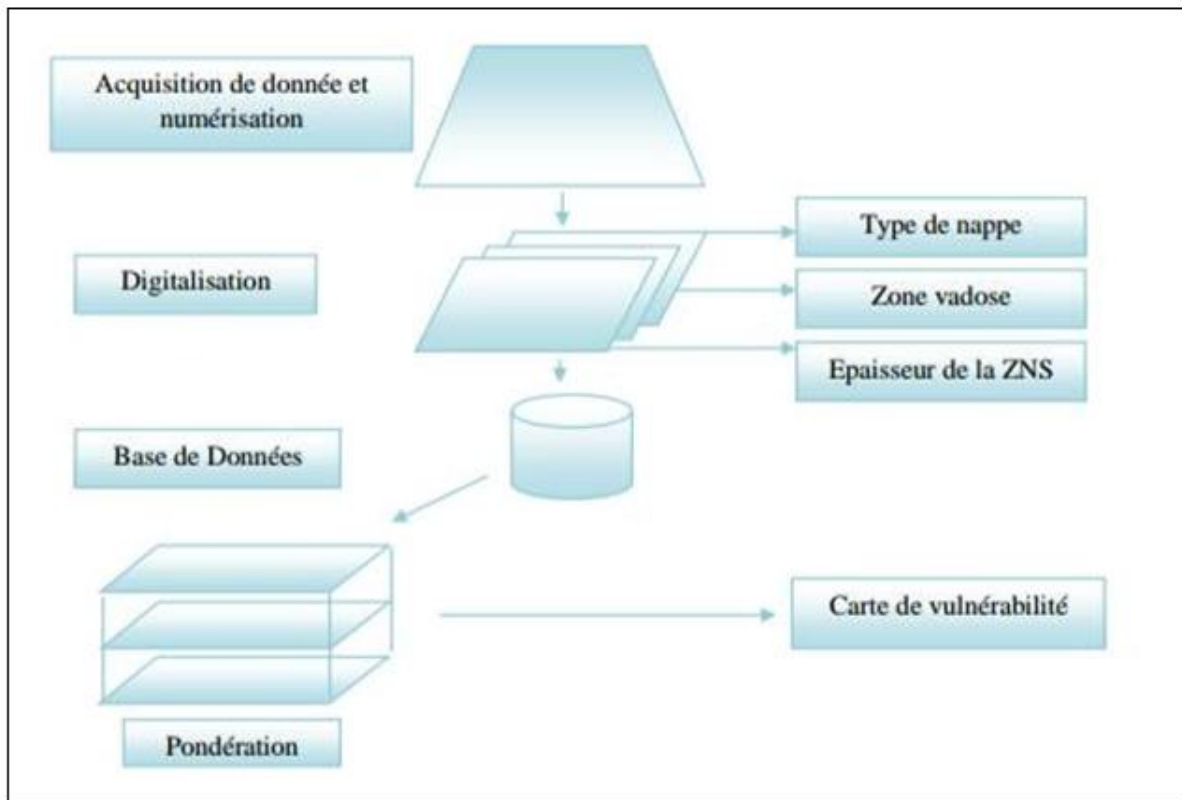 Acquisition de donnée et
numérisation
Type de nappe
Digitalisation
Zone vadose
Epaisseur de la ZNS
Base de Données
Carte de vulnérabilité
Pondération